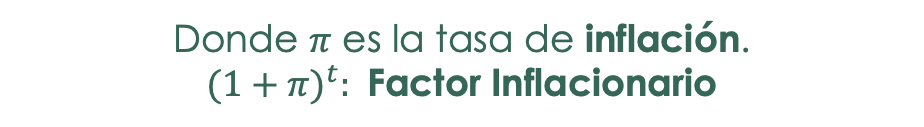 Donde 𝜋 es la tasa de inflación.
(1 + 𝜋)ᵗ: Factor Inflacionario